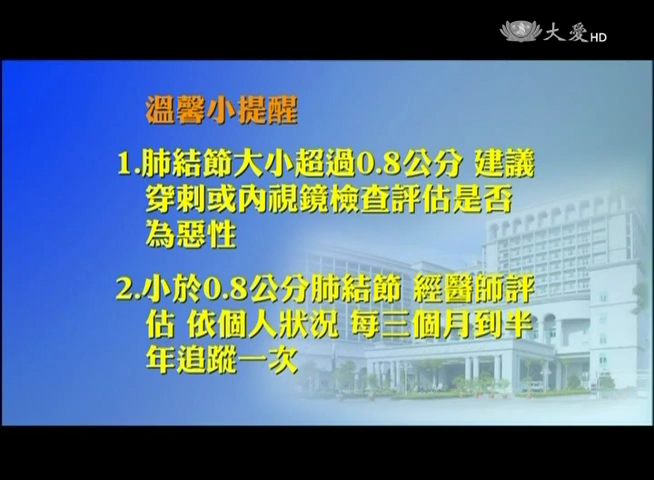 大愛HD
溫馨小提醒
1.肺結節大小超過0.8公分 建議
穿刺或內視鏡檢查評估是否
為惡性
2.小於0.8公分肺結節 經醫師評
估 依個人狀況 每三個月到半
年追蹤一次